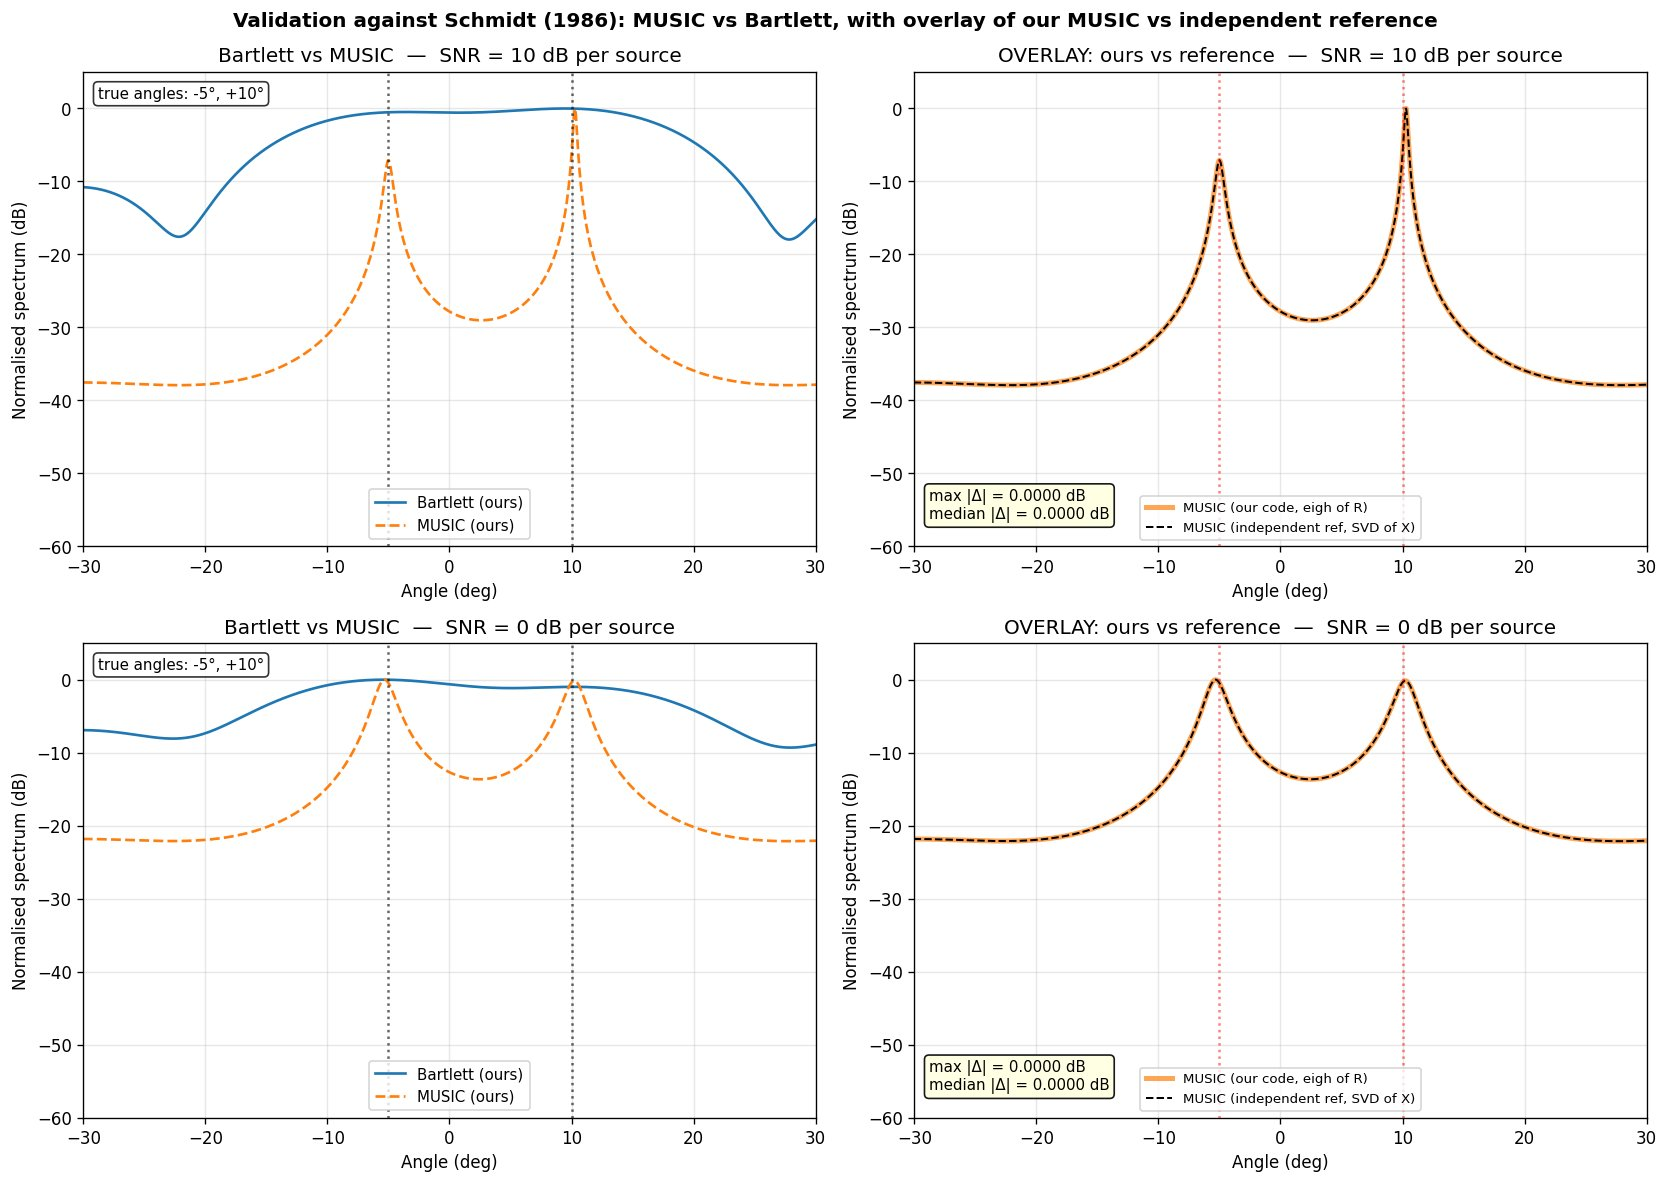 Validation against Schmidt (1986): MUSIC vs Bartlett, with overlay of our MUSIC vs independent reference
Bartlett vs MUSIC — SNR = 10 dB per source
true angles: -5°, +10°
Normalised spectrum (dB)
0
−10
−20
−30
−40
−50
−60
Bartlett (ours)
MUSIC (ours)
−30 −20 −10 0 10 20 30
Angle (deg)
OVERLAY: ours vs reference — SNR = 10 dB per source
Normalised spectrum (dB)
0
−10
−20
−30
−40
−50
−60
max |Δ| = 0.0000 dB
median |Δ| = 0.0000 dB
MUSIC (our code, eigh of R)
MUSIC (independent ref, SVD of X)
−30 −20 −10 0 10 20 30
Angle (deg)
Bartlett vs MUSIC — SNR = 0 dB per source
true angles: -5°, +10°
Normalised spectrum (dB)
0
−10
−20
−30
−40
−50
−60
Bartlett (ours)
MUSIC (ours)
−30 −20 −10 0 10 20 30
Angle (deg)
OVERLAY: ours vs reference — SNR = 0 dB per source
Normalised spectrum (dB)
0
−10
−20
−30
−40
−50
−60
max |Δ| = 0.0000 dB
median |Δ| = 0.0000 dB
MUSIC (our code, eigh of R)
MUSIC (independent ref, SVD of X)
−30 −20 −10 0 10 20 30
Angle (deg)